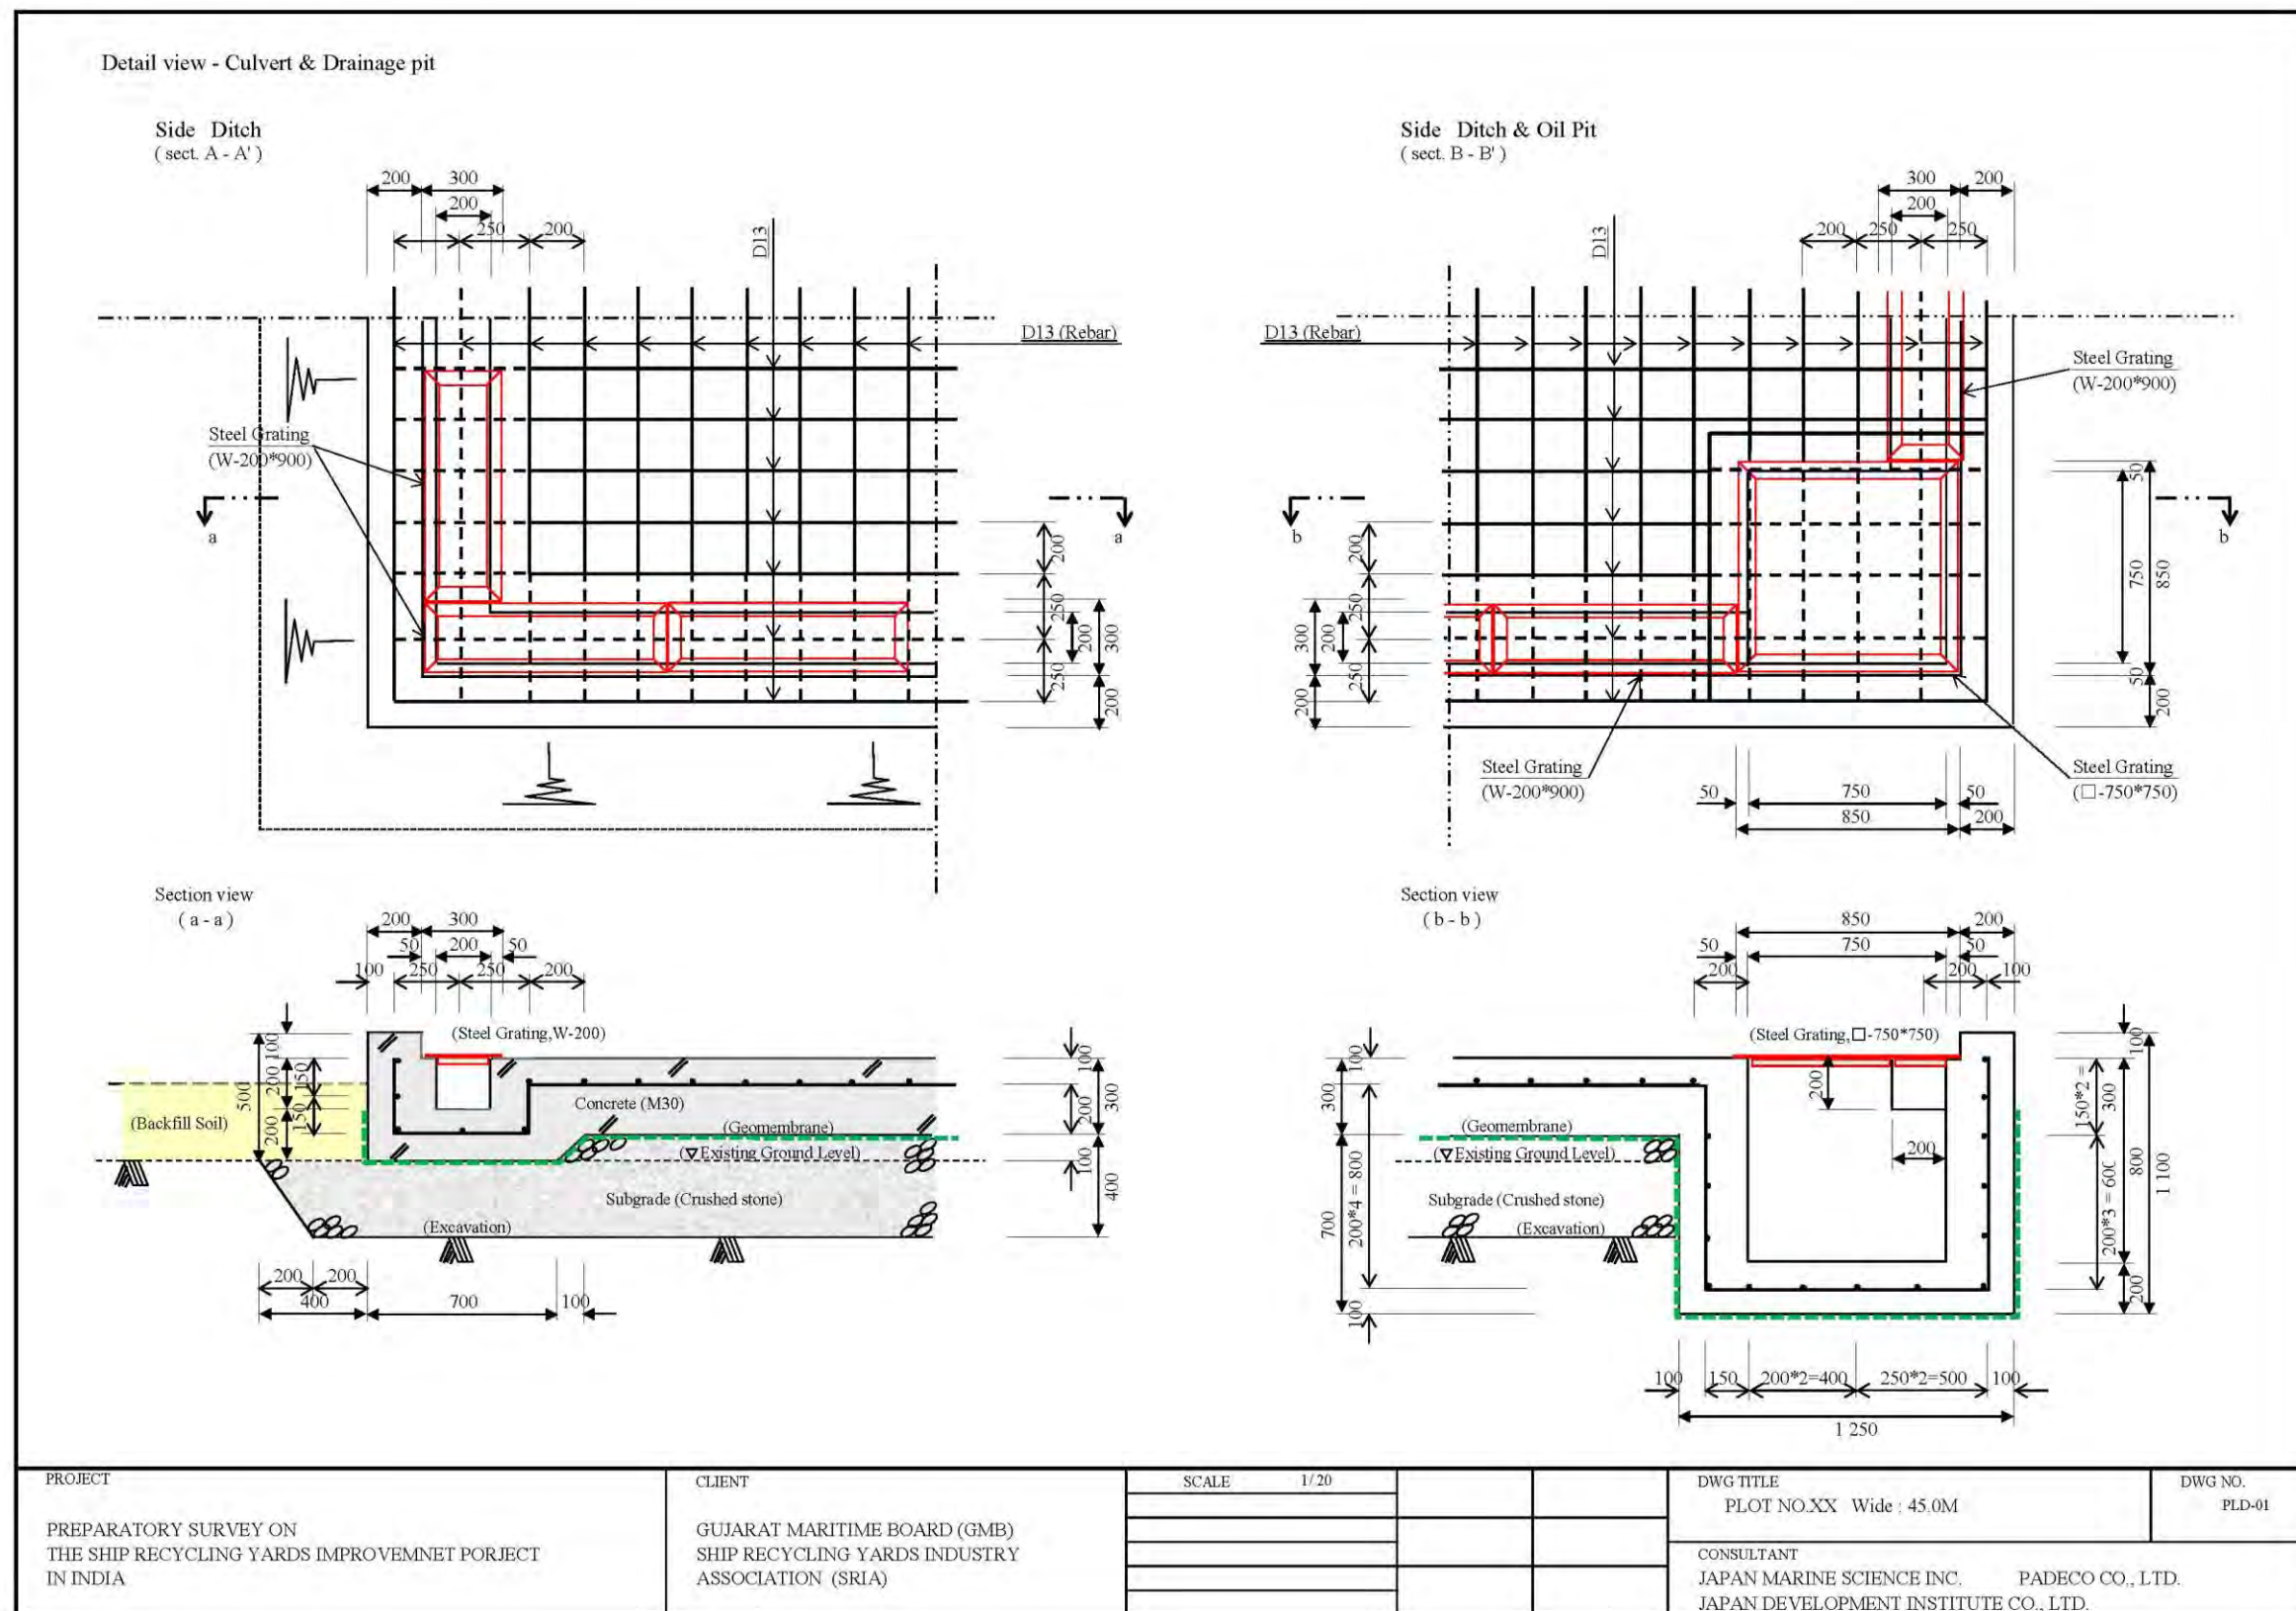 Detail view - Culvert & Drainage pit
Side Ditch
( sect. A - A' )
200
300
200
250
200
D13
D13 (Rebar)
Steel Grating
(W-200*900)
a
a
200
250
250
200
300
200
Side Ditch & Oil Pit
( sect. B - B' )
300
200
200
200
250
250
D13
D13 (Rebar)
Steel Grating
(W-200*900)
b
b
200
250
250
300
200
200
50
750
850
50
200
Steel Grating
(W-200*900)
Steel Grating
(□-750*750)
50
750
50
850
200
Section view
( a - a )
200
300
50
200
50
100
250
250
200
(Steel Grating,W-200)
500
100
200
150
150
200
(Backfill Soil)
Concrete (M30)
(Geomembrane)
(▽Existing Ground Level)
Subgrade (Crushed stone)
(Excavation)
100
200
300
100
400
200
200
400
700
100
Section view
( b - b )
850
200
50
750
50
200
200
100
(Steel Grating,□-750*750)
100
300
(Geomembrane)
(▽Existing Ground Level)
Subgrade (Crushed stone)
(Excavation)
700
200*4 = 800
100
200
200
150*2 =
300
200*3 = 600
100
800
1 100
200
100
150
200*2=400
250*2=500
100
1 250
PROJECT
PREPARATORY SURVEY ON
THE SHIP RECYCLING YARDS IMPROVEMNET PORJECT
IN INDIA
CLIENT
GUJARAT MARITIME BOARD (GMB)
SHIP RECYCLING YARDS INDUSTRY
ASSOCIATION (SRIA)
SCALE 1/20
DWG TITLE
PLOT NO.XX Wide : 45.0M
DWG NO.
PLD-01
CONSULTANT
JAPAN MARINE SCIENCE INC. PADECO CO., LTD.
JAPAN DEVELOPMENT INSTITUTE CO., LTD.